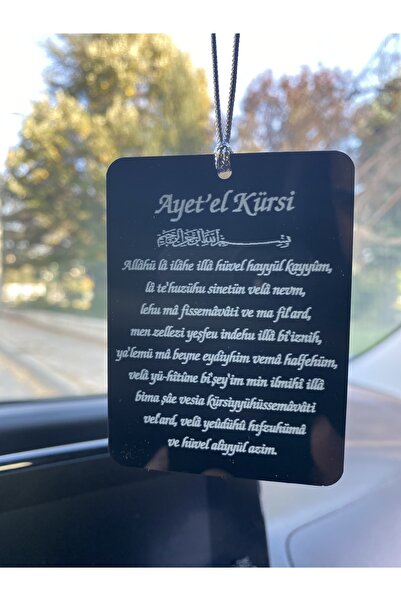 Ayet'el Kürsi
بسم الله الرحمن الرحيم
Allâhü lâ ilâhe illâ hüvel hayyül kayyûm,
lâ te'huzühu sinetün velâ nevm,
lehu mâ fissemâvâti ve ma fil'ard,
men zellezi yeşfeu indehu illâ bi'iznih,
ya'lemü mâ beyne eydiyhim vemâ halfehüm,
velâ yü-hîtûne bi'şey'im min ilmihî illâ
bima şâe vesia kürsiyyühüssemâvâti
vel'ard, velâ yeûdühû hıfzuhümâ
ve hüvel aliyyül azim.